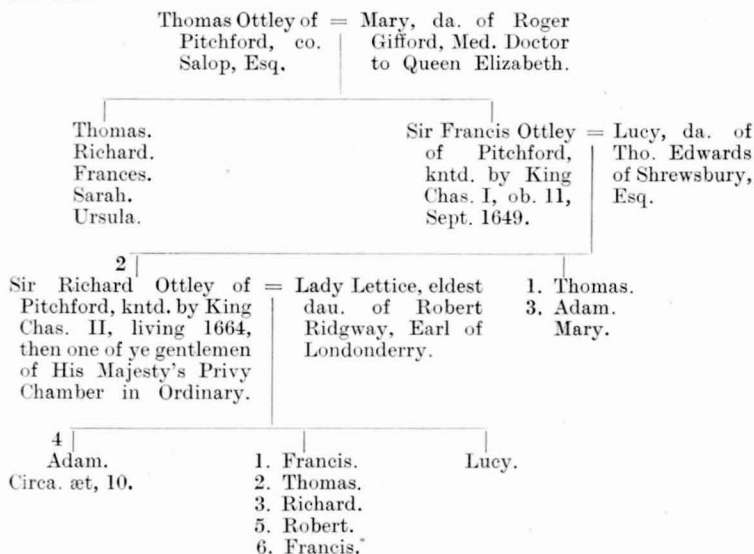 Thomas Ottley of = Mary, da. of Roger
Pitchford, co. Gifford, Med. Doctor
Salop, Esq. to Queen Elizabeth.
Thomas.
Richard.
Frances.
Sarah.
Ursula.
Sir Francis Ottley = Lucy, da. of
of Pitchford, Tho. Edwards
kntd. by King of Shrewsbury,
Chas. I, ob. 11, Esq.
Sept. 1649.
2
Sir Richard Ottley of = Lady Lettice, eldest
Pitchford, kntd. by King dau. of Robert
Chas. II, living 1664, Ridgway, Earl of
then one of ye gentlemen Londonderry.
of His Majesty's Privy
Chamber in Ordinary.
1. Thomas.
3. Adam.
Mary.
4
Adam.
Circa. æt, 10.
1. Francis.
2. Thomas.
3. Richard.
5. Robert.
6. Francis.
Lucy.